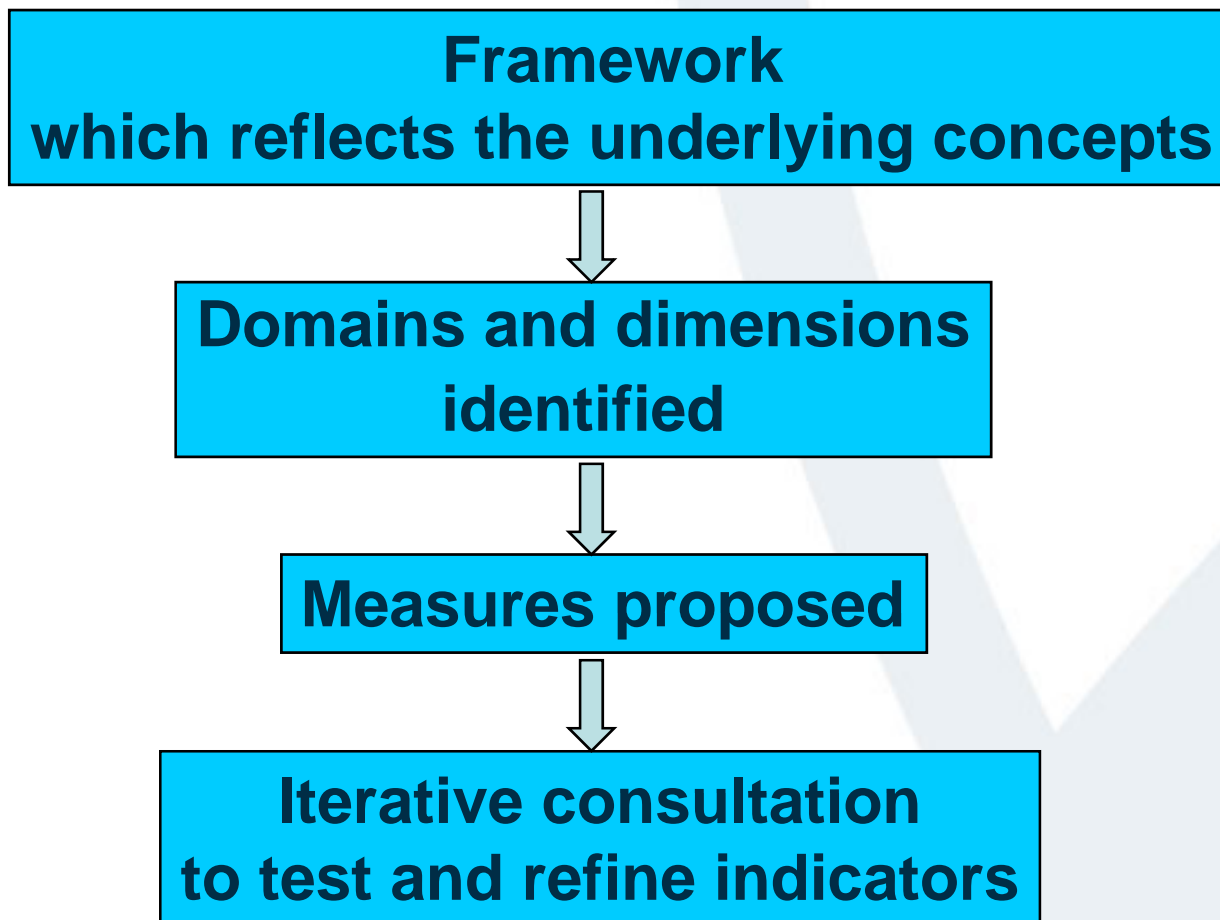 Framework
which reflects the underlying concepts
Domains and dimensions
identified
Measures proposed
Iterative consultation
to test and refine indicators